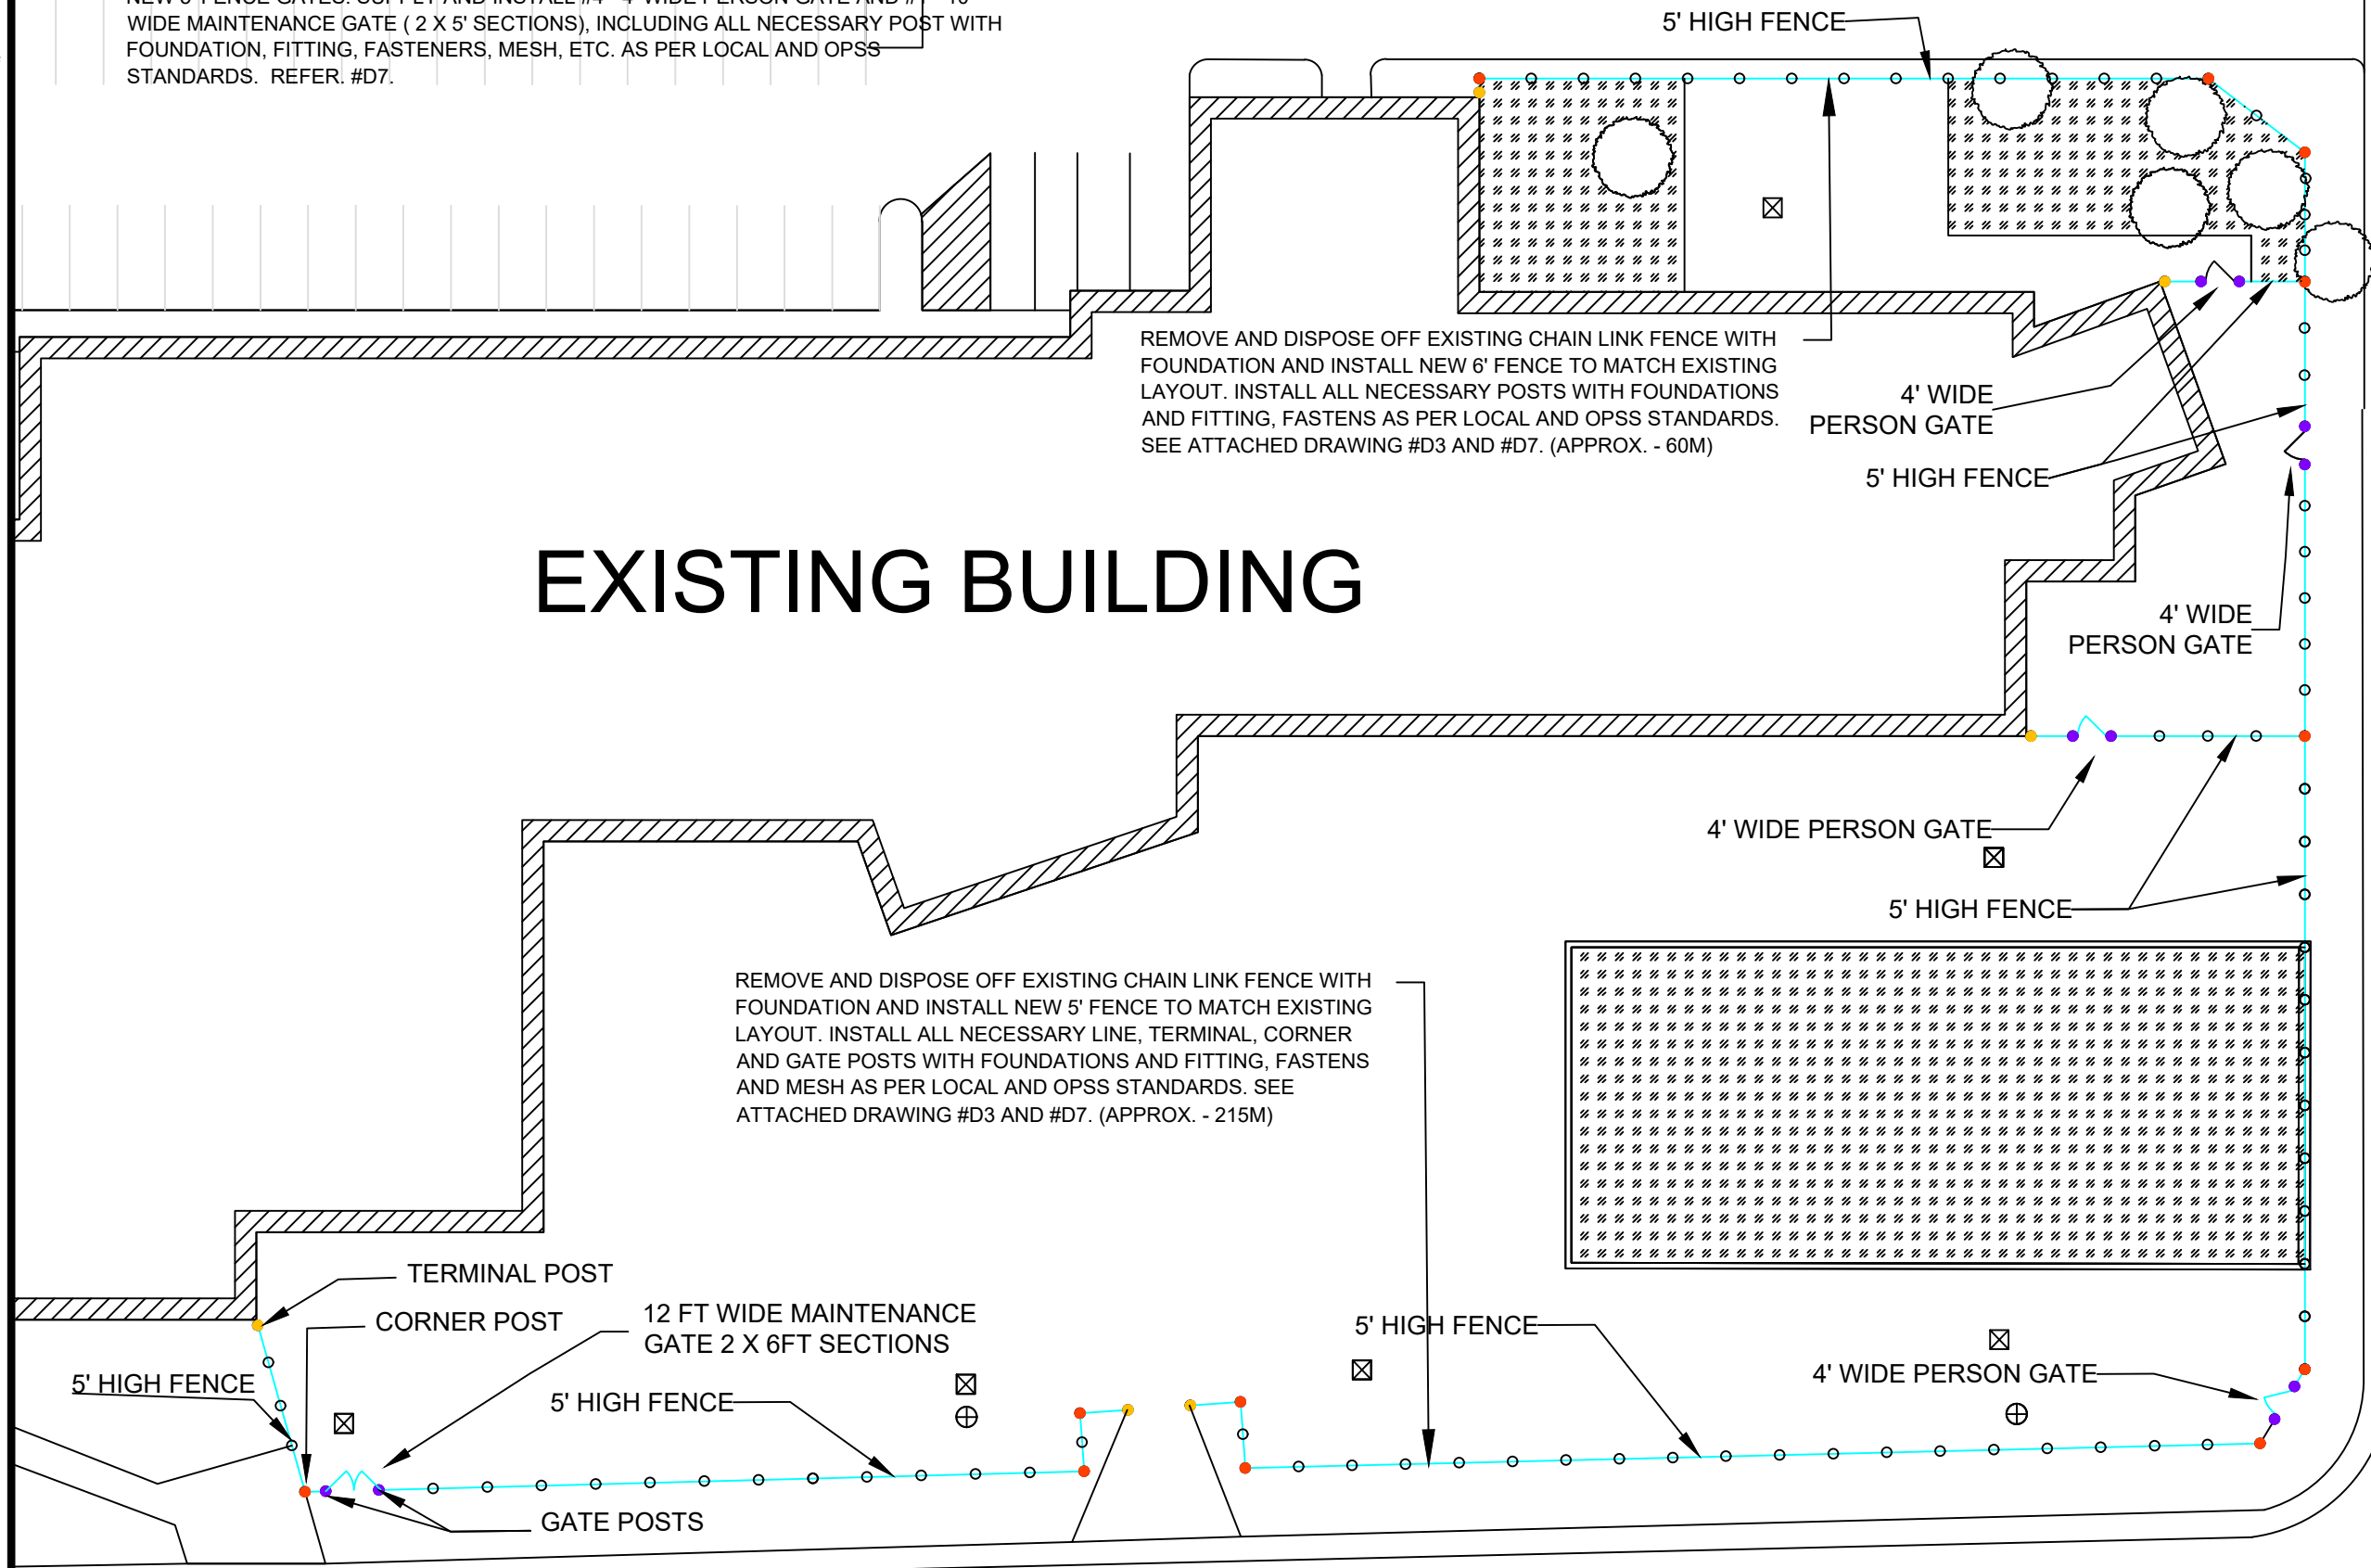 WIDE MAINTENANCE GATE ( 2 X 5' SECTIONS), INCLUDING ALL NECESSARY POST WITH
FOUNDATION, FITTING, FASTENERS, MESH, ETC. AS PER LOCAL AND OPSS
STANDARDS. REFER. #D7.
5' HIGH FENCE
REMOVE AND DISPOSE OFF EXISTING CHAIN LINK FENCE WITH
FOUNDATION AND INSTALL NEW 6' FENCE TO MATCH EXISTING
LAYOUT. INSTALL ALL NECESSARY POSTS WITH FOUNDATIONS
AND FITTING, FASTENS AS PER LOCAL AND OPSS STANDARDS.
SEE ATTACHED DRAWING #D3 AND #D7. (APPROX. - 60M)
4' WIDE
PERSON GATE
5' HIGH FENCE
EXISTING BUILDING
4' WIDE
PERSON GATE
4' WIDE PERSON GATE
5' HIGH FENCE
REMOVE AND DISPOSE OFF EXISTING CHAIN LINK FENCE WITH
FOUNDATION AND INSTALL NEW 5' FENCE TO MATCH EXISTING
LAYOUT. INSTALL ALL NECESSARY LINE, TERMINAL, CORNER
AND GATE POSTS WITH FOUNDATIONS AND FITTING, FASTENS
AND MESH AS PER LOCAL AND OPSS STANDARDS. SEE
ATTACHED DRAWING #D3 AND #D7. (APPROX. - 215M)
TERMINAL POST
CORNER POST
12 FT WIDE MAINTENANCE
GATE 2 X 6FT SECTIONS
5' HIGH FENCE
5' HIGH FENCE
5' HIGH FENCE
4' WIDE PERSON GATE
GATE POSTS